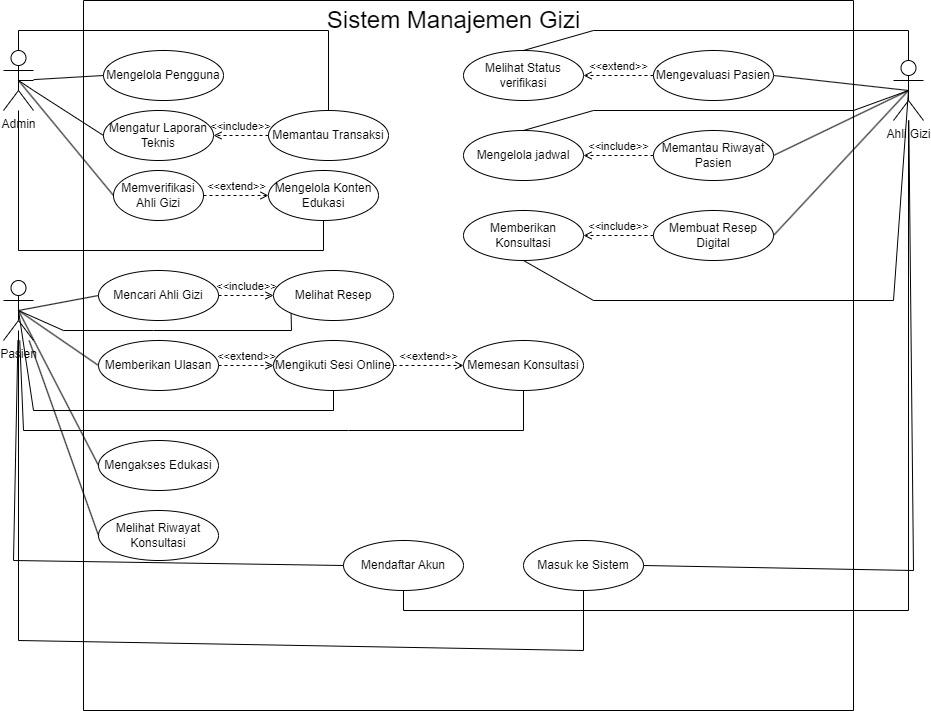 Sistem Manajemen Gizi
Admin
Mengelola Pengguna
Mengatur Laporan
Teknis
<<include>>
Memantau Transaksi
Memverifikasi
Ahli Gizi
<<extend>>
Mengelola Konten
Edukasi
Melihat Status
verifikasi
<<extend>>
Mengevaluasi Pasien
Ahli Gizi
Mengelola jadwal
<<include>>
Memantau Riwayat
Pasien
Memberikan
Konsultasi
<<include>>
Membuat Resep
Digital
Pasien
Mencari Ahli Gizi
<<include>>
Melihat Resep
Memberikan Ulasan
<<extend>>
Mengikuti Sesi Online
<<extend>>
Memesan Konsultasi
Mengakses Edukasi
Melihat Riwayat
Konsultasi
Mendaftar Akun
Masuk ke Sistem